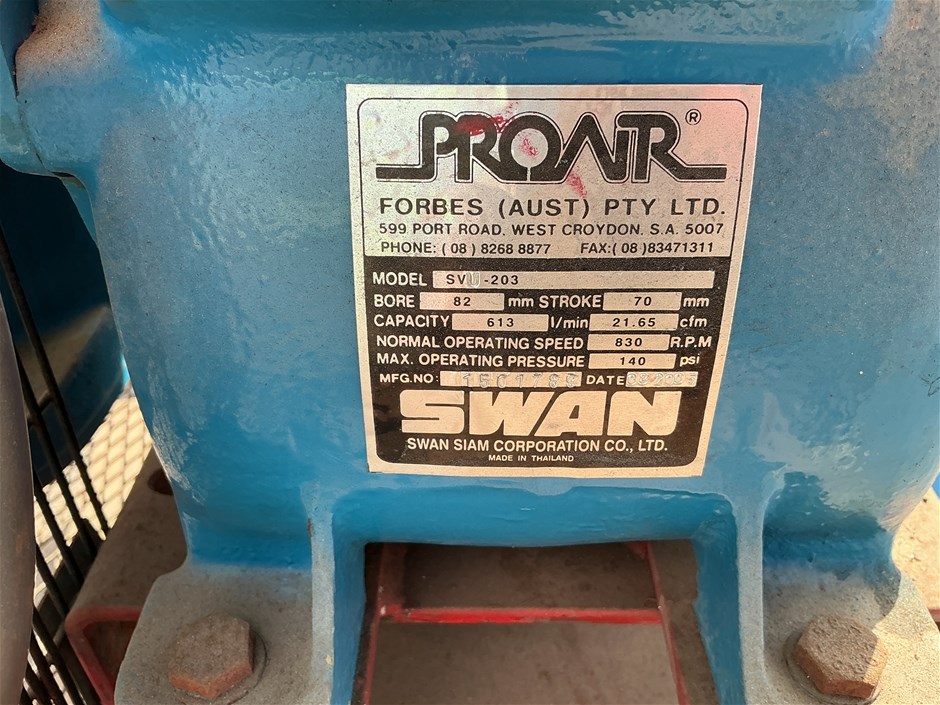 PROAIR®
FORBES (AUST) PTY LTD.
599 PORT ROAD, WEST CROYDON. S.A. 5007
PHONE: ( 08 ) 8268 8877 FAX:( 08 )83471311
MODEL SVU-203
BORE 82 mm STROKE 70 mm
CAPACITY 613 l/min 21.65 cfm
NORMAL OPERATING SPEED 830 R.P.M
MAX. OPERATING PRESSURE 140 psi
MFG.NO: DATE
SWAN
SWAN SIAM CORPORATION CO., LTD.
MADE IN THAILAND